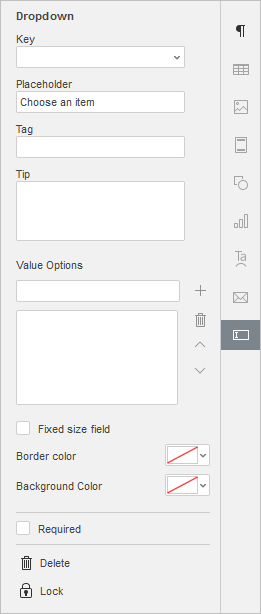 Dropdown
Key
Placeholder
Choose an item
Tag
Tip
Value Options
Fixed size field
Border color
Background Color
Required
Delete
Lock
¶
Ta